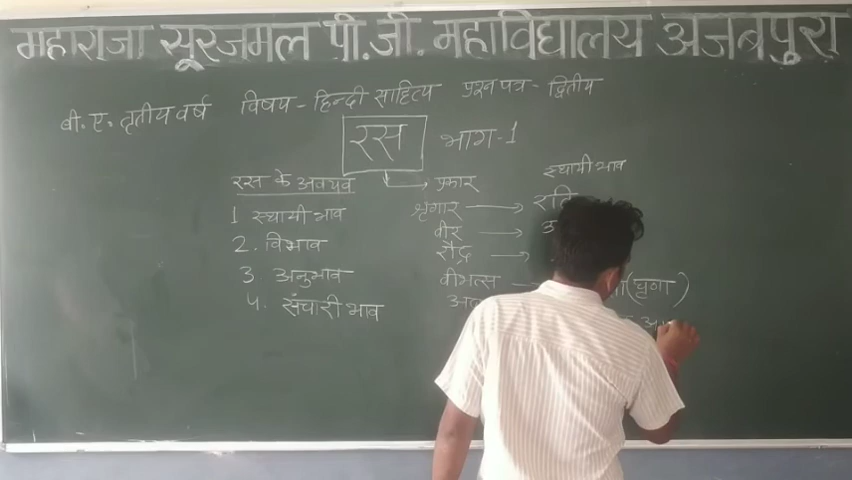 महाराजा सूरजमल पी.जी. महाविद्यालय अजबपुरा
बी. ए. तृतीय वर्ष विषय - हिन्दी साहित्य प्रश्न पत्र - द्वितीय
रस भाग-1
रस के अवयव प्रकार स्थायी भाव
1 स्थायी भाव शृंगार → रति
2. विभाव वीर →
3. अनुभाव रौद्र →
4. संचारी भाव वीभत्स (घृणा)